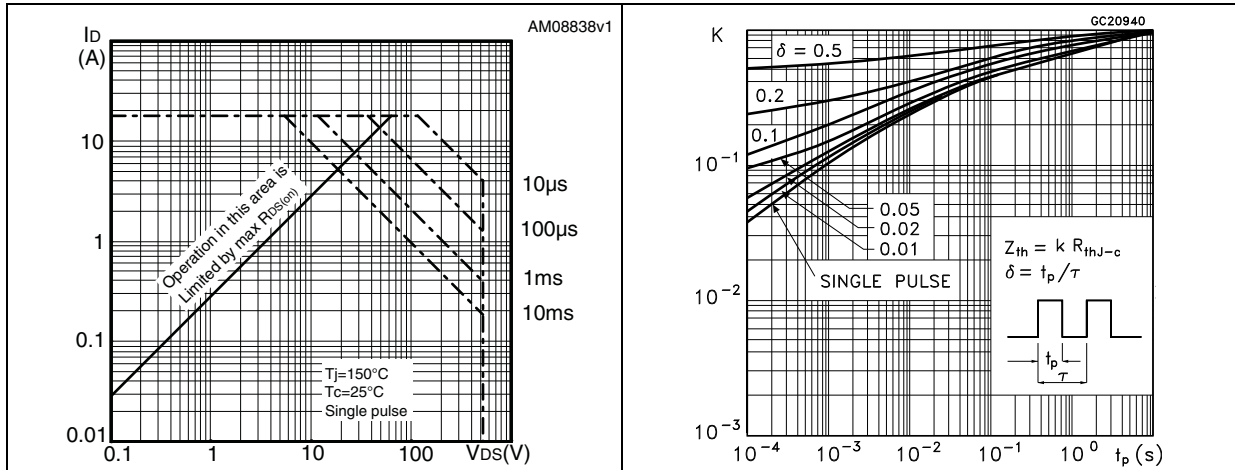 ID
(A)
AM08838v1
10
1
0.1
0.01
0.1
1
10
100
VDS(V)
Operation in this area is
Limited by max RDS(on)
10µs
100µs
1ms
10ms
Tj=150°C
Tc=25°C
Single pulse
GC20940
K
δ = 0.5
0.2
0.1
0.05
0.02
0.01
SINGLE PULSE
10⁻¹
10⁻²
10⁻³
Zth = k RthJ-c
δ = tp/τ
tp
τ
10⁻⁴
10⁻³
10⁻²
10⁻¹
10⁰
tp (s)